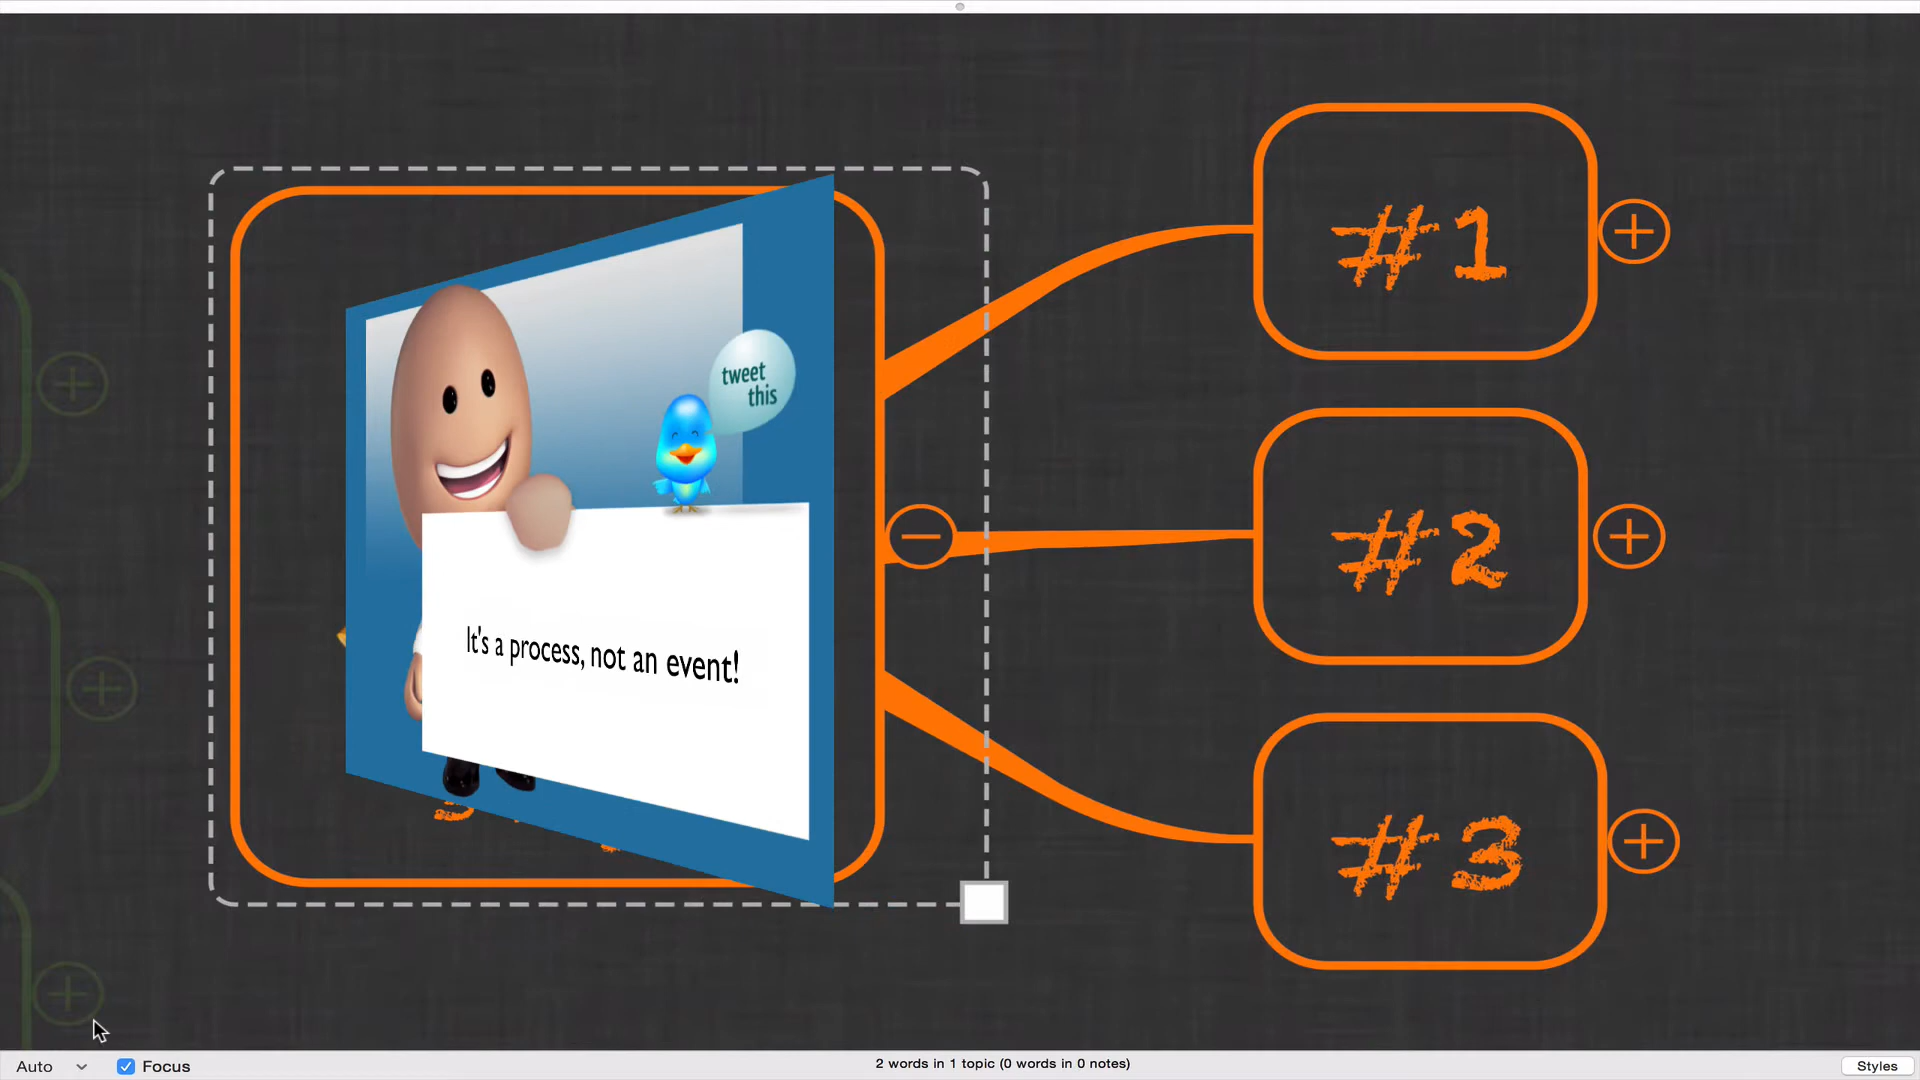 tweet
this
It's a process, not an event!
#1
#2
#3
Auto
Focus
2 words in 1 topic (0 words in 0 notes)
Styles